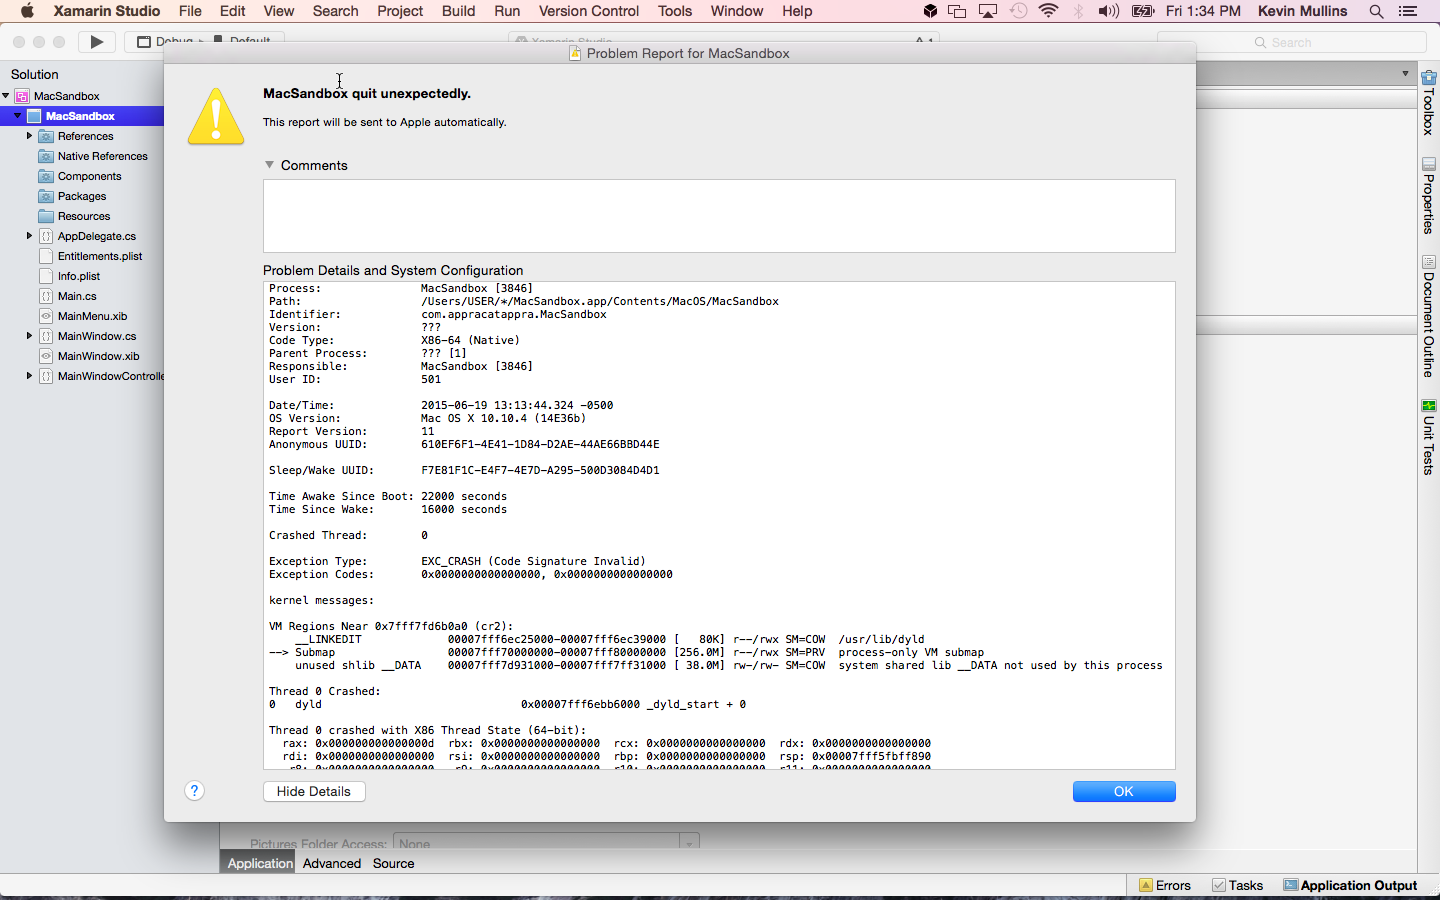 Xamarin Studio File Edit View Search Project Build Run Version Control Tools Window Help Fri 1:34 PM Kevin Mullins
Debug Default Xamarin Studio 1 Search
Problem Report for MacSandbox
Solution
MacSandbox
MacSandbox
References
Native References
Components
Packages
Resources
AppDelegate.cs
Entitlements.plist
Info.plist
Main.cs
MainMenu.xib
MainWindow.cs
MainWindow.xib
MainWindowControlle
MacSandbox quit unexpectedly.
This report will be sent to Apple automatically.
Comments
Problem Details and System Configuration
Process: MacSandbox [3846]
Path: /Users/USER/*/MacSandbox.app/Contents/MacOS/MacSandbox
Identifier: com.appracatappra.MacSandbox
Version: ???
Code Type: X86-64 (Native)
Parent Process: ??? [1]
Responsible: MacSandbox [3846]
User ID: 501
Date/Time: 2015-06-19 13:13:44.324 -0500
OS Version: Mac OS X 10.10.4 (14E36b)
Report Version: 11
Anonymous UUID: 610EF6F1-4E41-1D84-D2AE-44AE66BBD44E
Sleep/Wake UUID: F7E81F1C-E4F7-4E7D-A295-500D3084D4D1
Time Awake Since Boot: 22000 seconds
Time Since Wake: 16000 seconds
Crashed Thread: 0
Exception Type: EXC_CRASH (Code Signature Invalid)
Exception Codes: 0x0000000000000000, 0x0000000000000000
kernel messages:
VM Regions Near 0x7fff7fd6b0a0 (cr2):
__LINKEDIT 00007fff6ec25000-00007fff6ec39000 [ 80K] r--/rwx SM=COW /usr/lib/dyld
--> Submap 00007fff70000000-00007fff80000000 [256.0M] r--/rwx SM=PRV process-only VM submap
unused shlib __DATA 00007fff7d931000-00007fff7ff31000 [ 38.0M] rw-/rw- SM=COW system shared lib __DATA not used by this process
Thread 0 Crashed:
0 dyld 0x00007fff6ebb6000 _dyld_start + 0
Thread 0 crashed with X86 Thread State (64-bit):
rax: 0x000000000000000d rbx: 0x0000000000000000 rcx: 0x0000000000000000 rdx: 0x0000000000000000
rdi: 0x0000000000000000 rsi: 0x0000000000000000 rbp: 0x0000000000000000 rsp: 0x00007fff5fbff890
r8: 0x0000000000000000 r9: 0x0000000000000000 r10: 0x0000000000000000 r11: 0x0000000000000000
? Hide Details OK
Toolbox
Properties
Document Outline
Unit Tests
Pictures Folder Access: None
Application Advanced Source
Errors Tasks Application Output